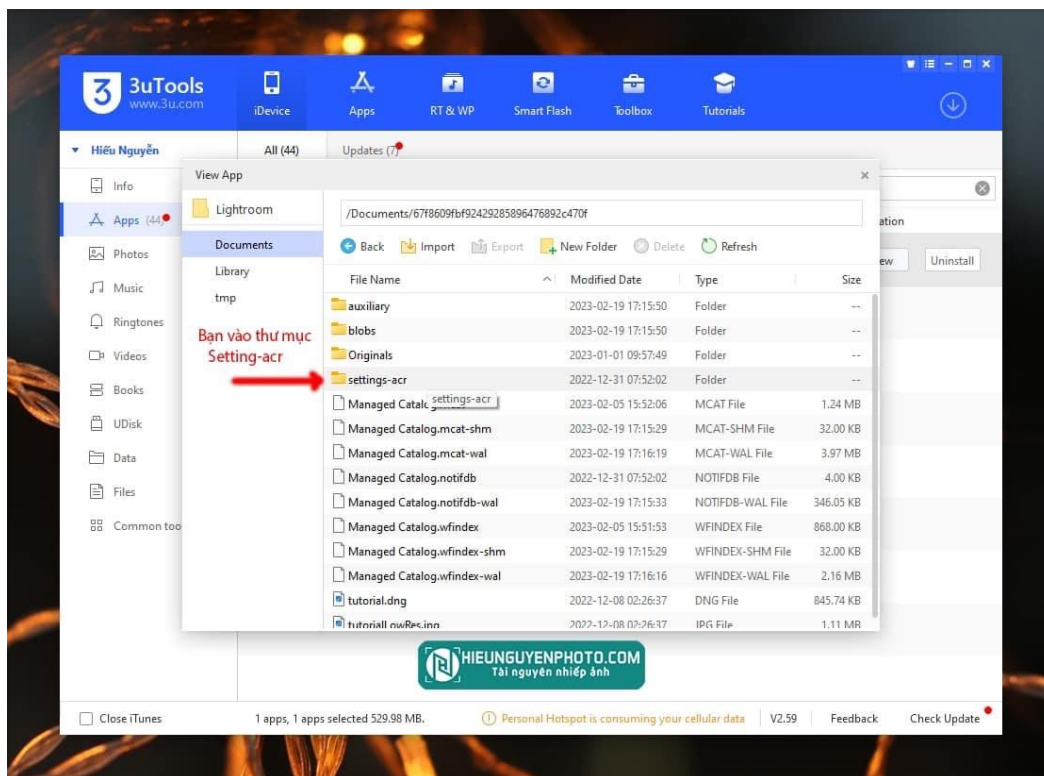 3uTools
www.3u.com
iDevice
Apps
RT & WP
Smart Flash
Toolbox
Tutorials
Hiếu Nguyễn
All (44)
Updates (7)
Info
Apps (44)
Photos
Music
Ringtones
Videos
Books
UDisk
Data
Files
Common too
View App
Lightroom
Documents
Library
tmp
Bạn vào thư mục
Setting-acr
/Documents/67f8609fbf92429285896476892c470f
Back Import Export New Folder Delete Refresh
File Name Modified Date Type Size
auxiliary 2023-02-19 17:15:50 Folder --
blobs 2023-02-19 17:15:50 Folder --
Originals 2023-01-01 09:57:49 Folder --
settings-acr 2022-12-31 07:52:02 Folder --
settings-acr
Managed 2023-02-05 15:52:06 MCAT File 1.24 MB
Managed Catalog.mcat-shm 2023-02-19 17:15:29 MCAT-SHM File 32.00 KB
Managed Catalog.mcat-wal 2023-02-19 17:16:19 MCAT-WAL File 3.97 MB
Managed Catalog.notifdb 2022-12-31 07:52:02 NOTIFDB File 4.00 KB
Managed Catalog.notifdb-wal 2023-02-19 17:15:33 NOTIFDB-WAL File 346.05 KB
Managed Catalog.wfindex 2023-02-05 15:51:53 WFINDEX File 868.00 KB
Managed Catalog.wfindex-shm 2023-02-19 17:15:29 WFINDEX-SHM File 32.00 KB
Managed Catalog.wfindex-wal 2023-02-19 17:16:16 WFINDEX-WAL File 2.16 MB
tutorial.dng 2022-12-08 02:26:37 DNG File 845.74 KB
2022-12-08 02:26:37 JPG File 1.11 MB
ation
ew
Uninstall
HIEUNGUYENPHOTO.COM
Tài nguyên nhiếp ảnh
Close iTunes
1 apps, 1 apps selected 529.98 MB.
Personal Hotspot is consuming your cellular data
V2.59
Feedback
Check Update